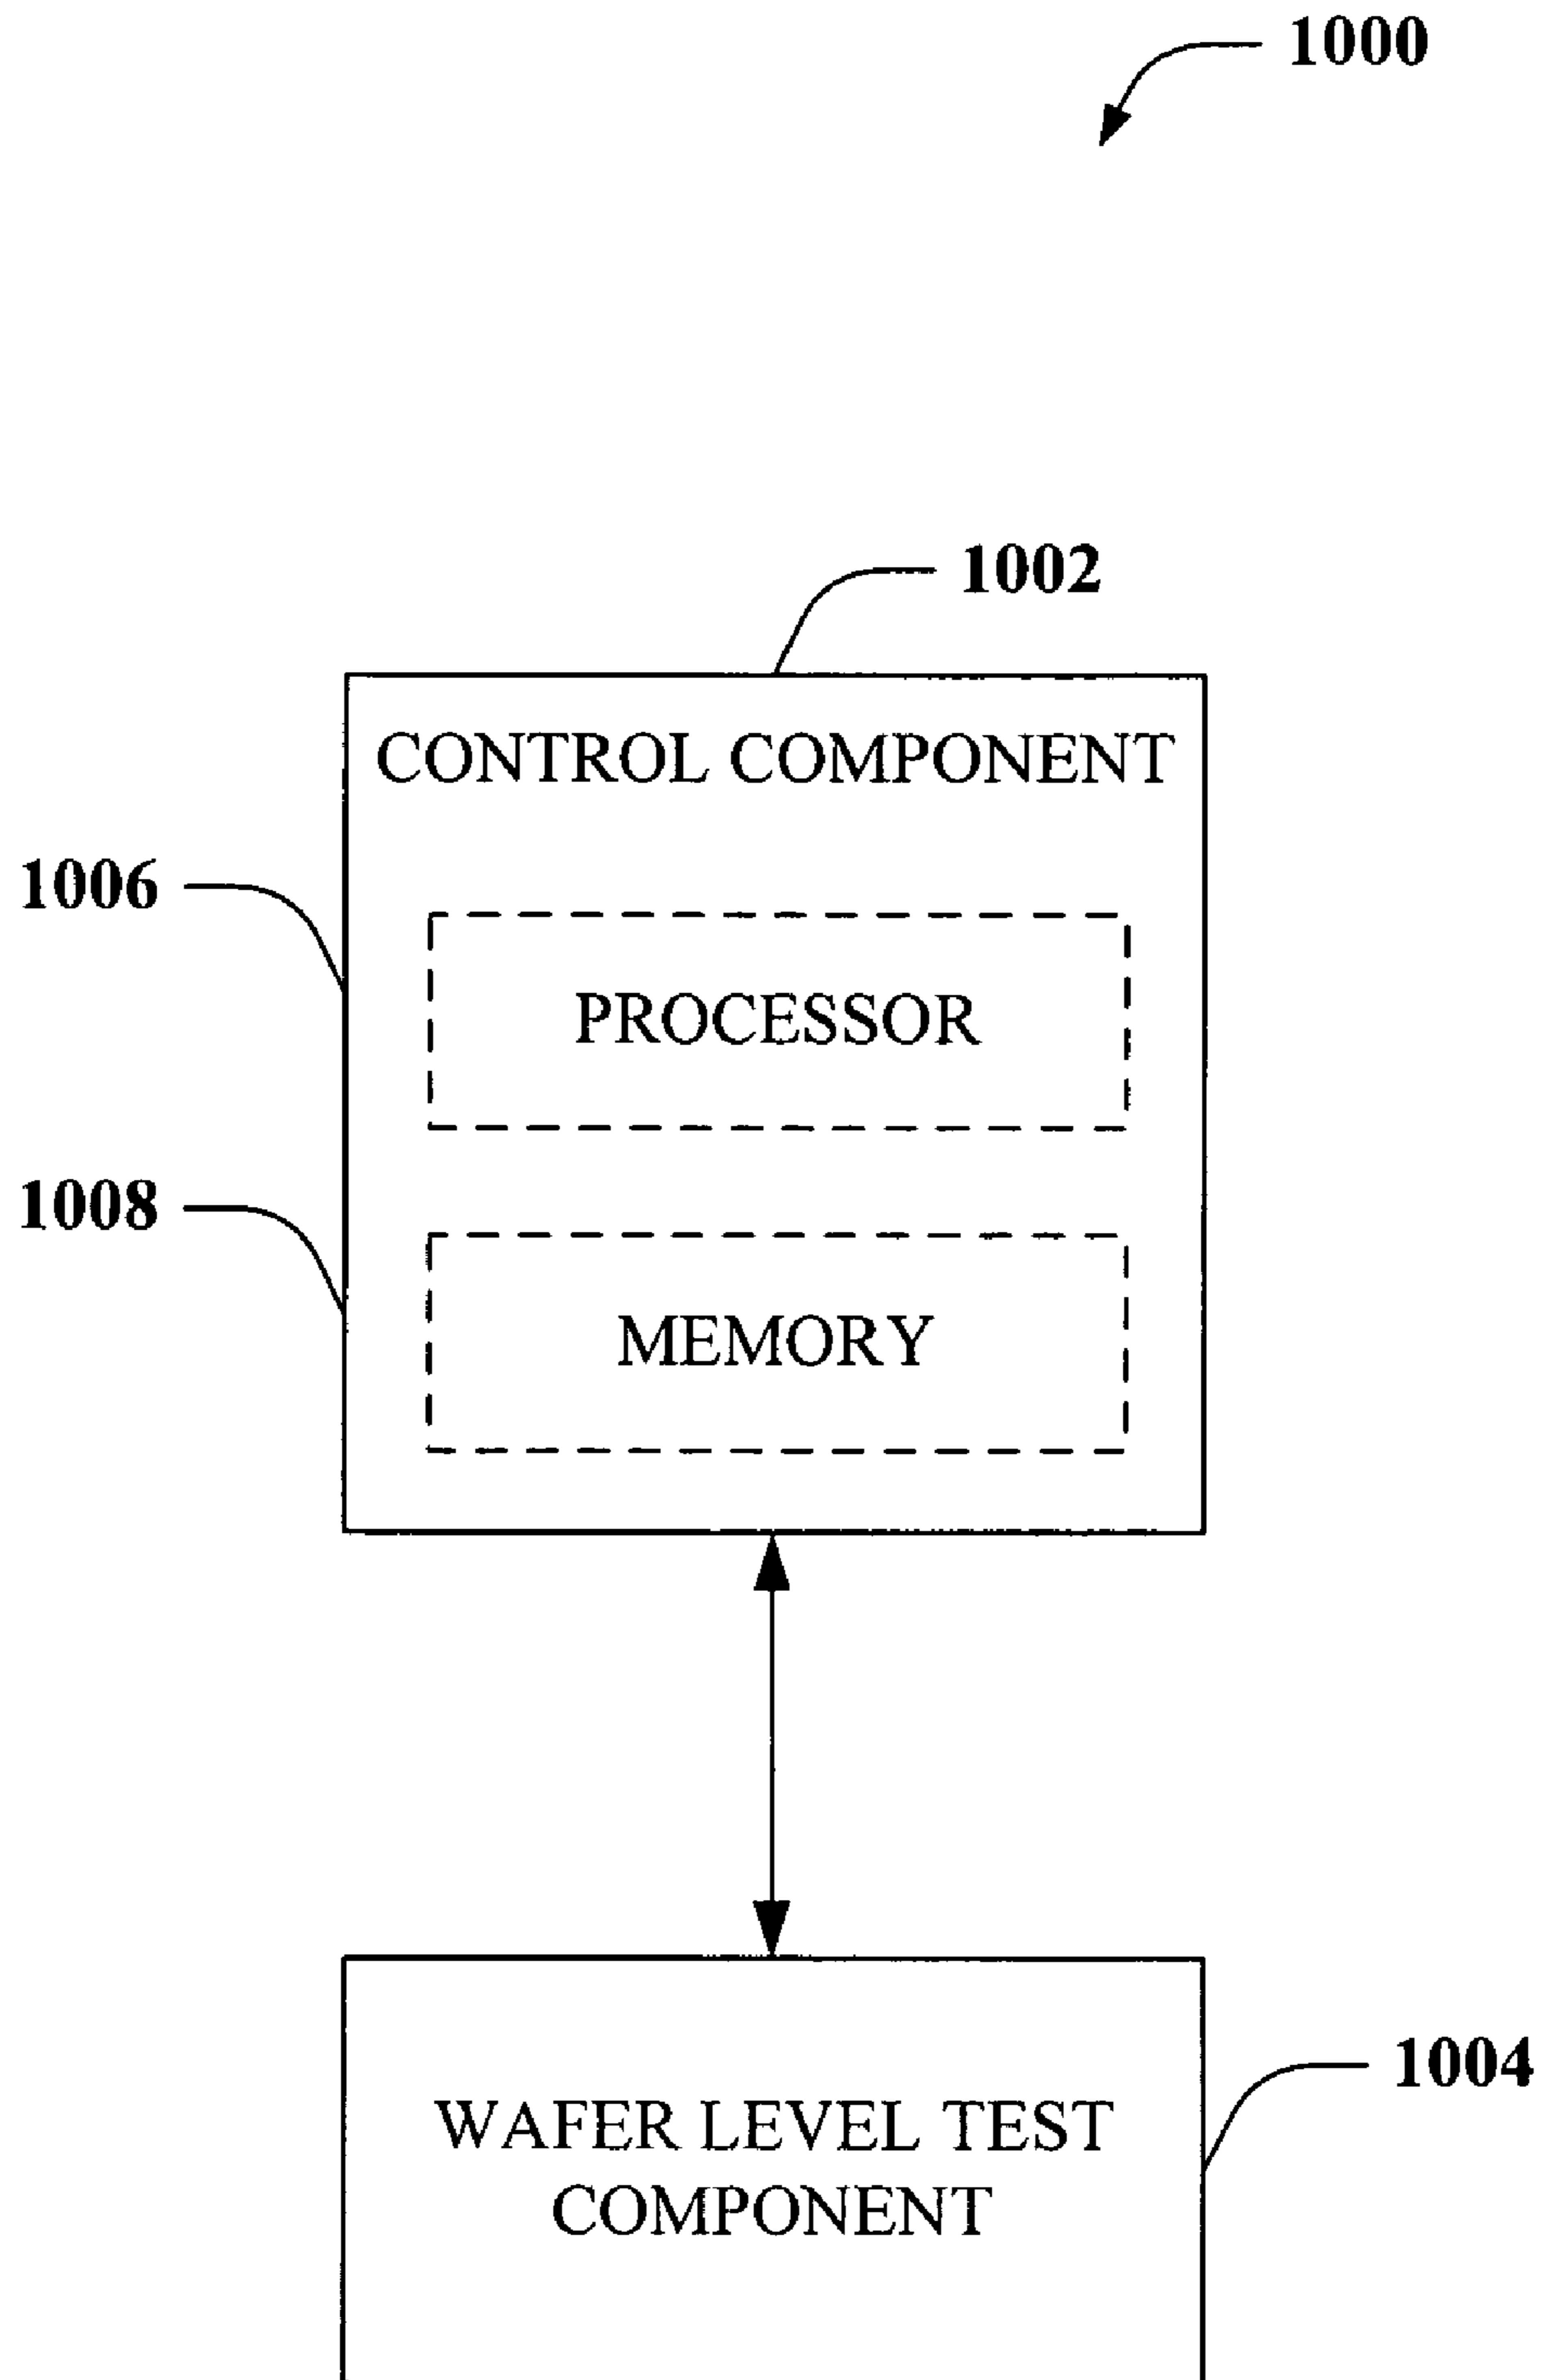 1000
1002
CONTROL COMPONENT
1006
PROCESSOR
1008
MEMORY
1004
WAFER LEVEL TEST
COMPONENT